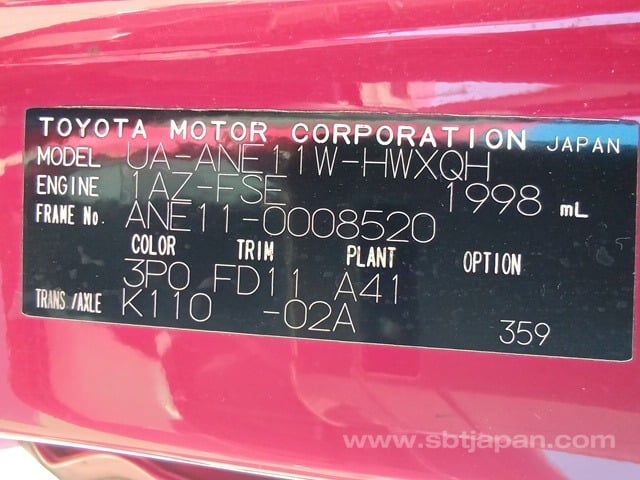 TOYOTA MOTOR CORPORATION JAPAN
MODEL UA-ANE11W-HWXQH
ENGINE 1AZ-FSE 1998 mL
FRAME No. ANE11-0008520
COLOR TRIM PLANT OPTION
3P0 FD11 A41
TRANS/AXLE K110 -02A 359
www.sbtjapan.com